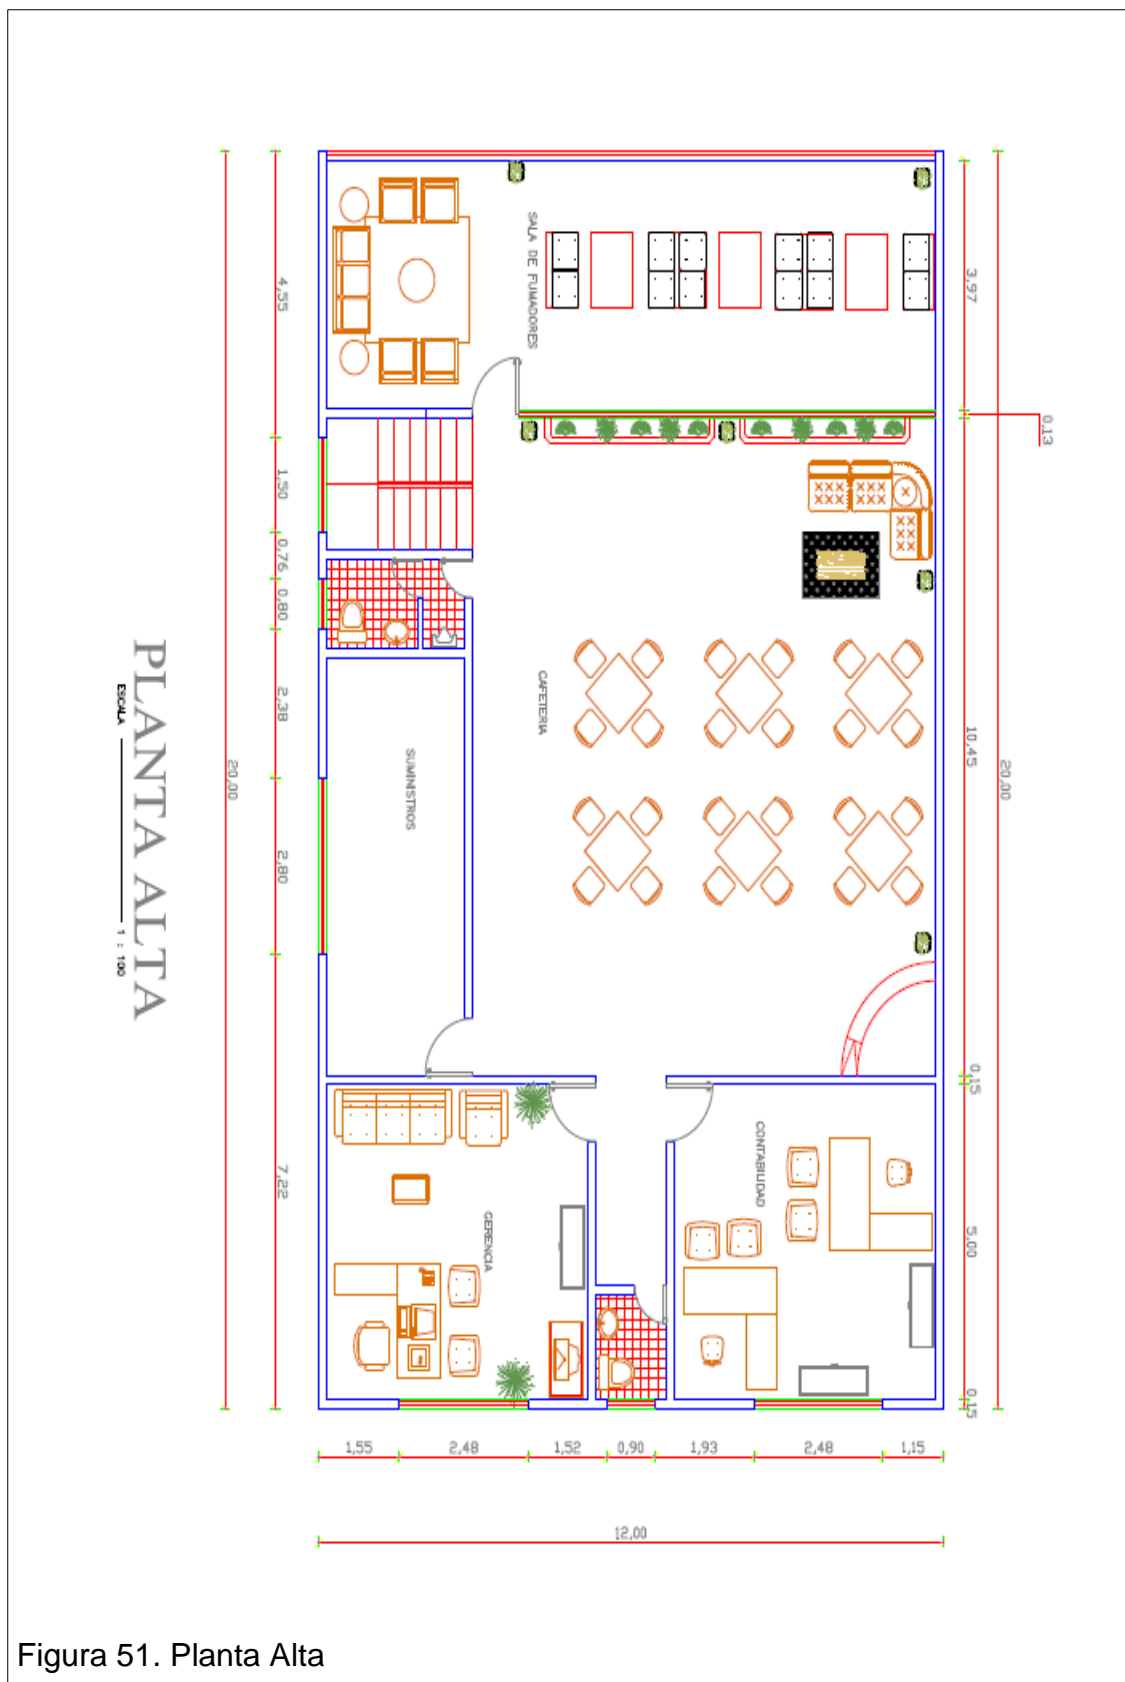 SALA DE FUMADORES
CAFETERIA
SUMINISTROS
CONTABILIDAD
GERENCIA
4,55
1,50
0,76
0,80
2,38
2,80
7,22
20,00
3,97
0,13
10,45
0,15
5,00
0,15
20,00
1,55
2,48
1,52
0,90
1,93
2,48
1,15
12,00
PLANTA ALTA
ESCALA 1 : 100
Figura 51. Planta Alta